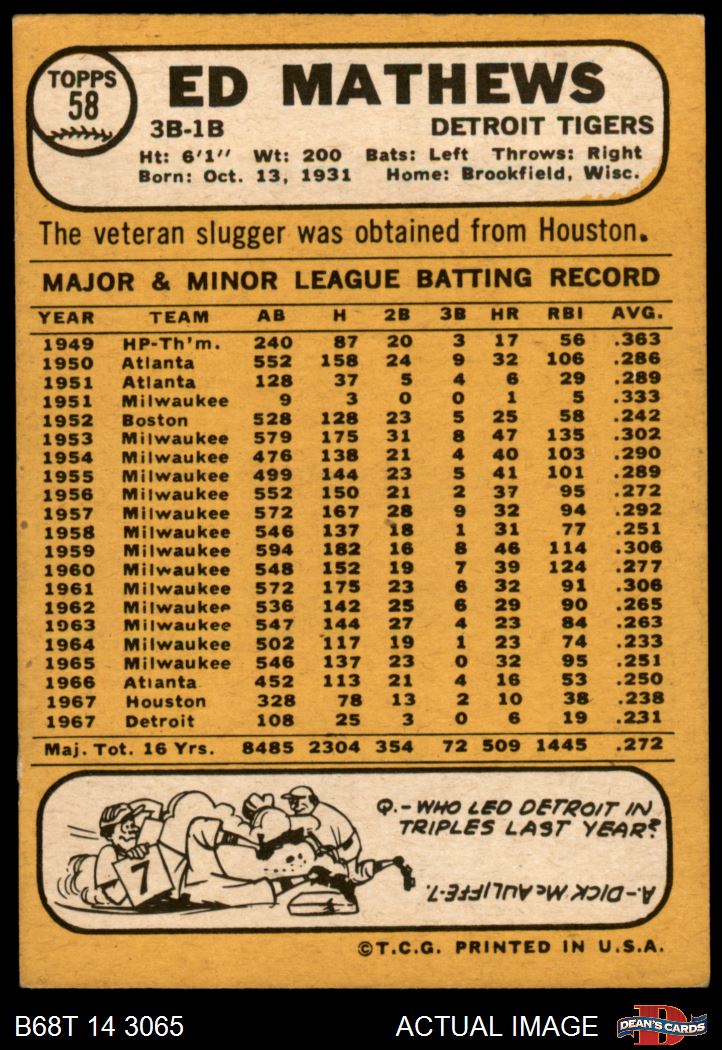 TOPPS
58
ED MATHEWS
3B-1B DETROIT TIGERS
Ht: 6'1" Wt: 200 Bats: Left Throws: Right
Born: Oct. 13, 1931 Home: Brookfield, Wisc.
The veteran slugger was obtained from Houston.
MAJOR & MINOR LEAGUE BATTING RECORD
YEAR TEAM AB H 2B 3B HR RBI AVG.
1949 HP-Th'm. 240 87 20 3 17 56 .363
1950 Atlanta 552 158 24 9 32 106 .286
1951 Atlanta 128 37 5 4 6 29 .289
1951 Milwaukee 9 3 0 0 1 5 .333
1952 Boston 528 128 23 5 25 58 .242
1953 Milwaukee 579 175 31 8 47 135 .302
1954 Milwaukee 476 138 21 4 40 103 .290
1955 Milwaukee 499 144 23 5 41 101 .289
1956 Milwaukee 552 150 21 2 37 95 .272
1957 Milwaukee 572 167 28 9 32 94 .292
1958 Milwaukee 546 137 18 1 31 77 .251
1959 Milwaukee 594 182 16 8 46 114 .306
1960 Milwaukee 548 152 19 7 39 124 .277
1961 Milwaukee 572 175 23 6 32 91 .306
1962 Milwaukee 536 142 25 6 29 90 .265
1963 Milwaukee 547 144 27 4 23 84 .263
1964 Milwaukee 502 117 19 1 23 74 .233
1965 Milwaukee 546 137 23 0 32 95 .251
1966 Atlanta 452 113 21 4 16 53 .250
1967 Houston 328 78 13 2 10 38 .238
1967 Detroit 108 25 3 0 6 19 .231
Maj. Tot. 16 Yrs. 8485 2304 354 72 509 1445 .272
Q.-WHO LED DETROIT IN
TRIPLES LAST YEAR?
7
A.-DICK McAULIFFE-7.
©T.C.G. PRINTED IN U.S.A.
B68T 14 3065 ACTUAL IMAGE D DEAN'S CARDS